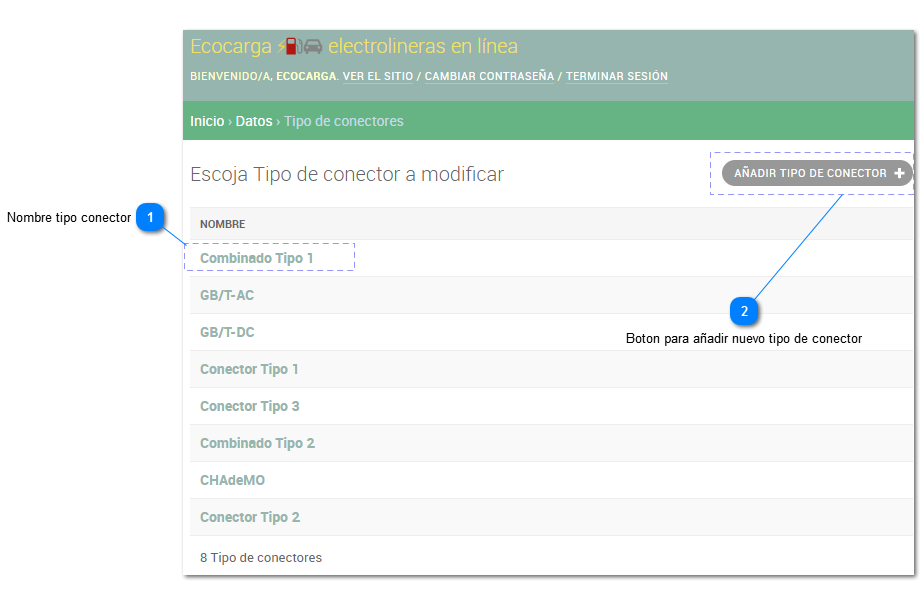 Ecocarga electrolineras en línea
BIENVENIDO/A, ECOCARGA. VER EL SITIO / CAMBIAR CONTRASEÑA / TERMINAR SESIÓN
Inicio › Datos › Tipo de conectores
Escoja Tipo de conector a modificar
AÑADIR TIPO DE CONECTOR +
Nombre tipo conector 1
NOMBRE
Combinado Tipo 1
GB/T-AC
2
GB/T-DC
Boton para añadir nuevo tipo de conector
Conector Tipo 1
Conector Tipo 3
Combinado Tipo 2
CHAdeMO
Conector Tipo 2
8 Tipo de conectores